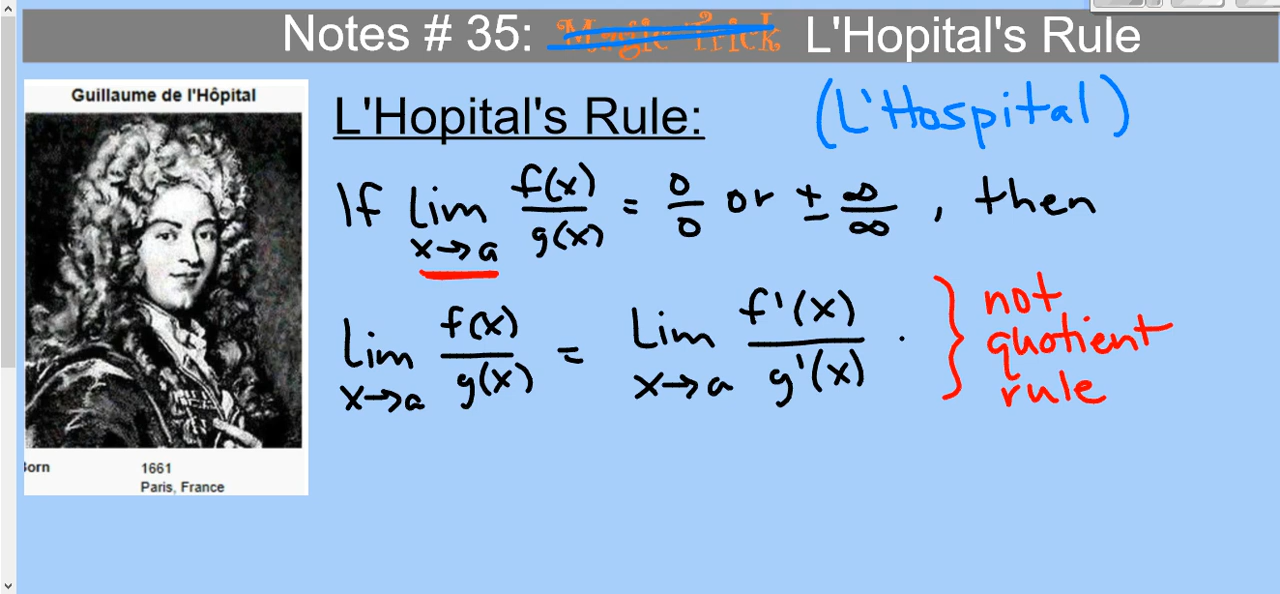 Notes # 35: Magic Trick L'Hopital's Rule
Guillaume de l'Hôpital
L'Hopital's Rule: (L'Hospital)
If lim x→a f(x)/g(x) = 0/0 or ± ∞/∞, then
Lim x→a f(x)/g(x) = Lim x→a f'(x)/g'(x). } not quotient rule
Born 1661
Paris, France